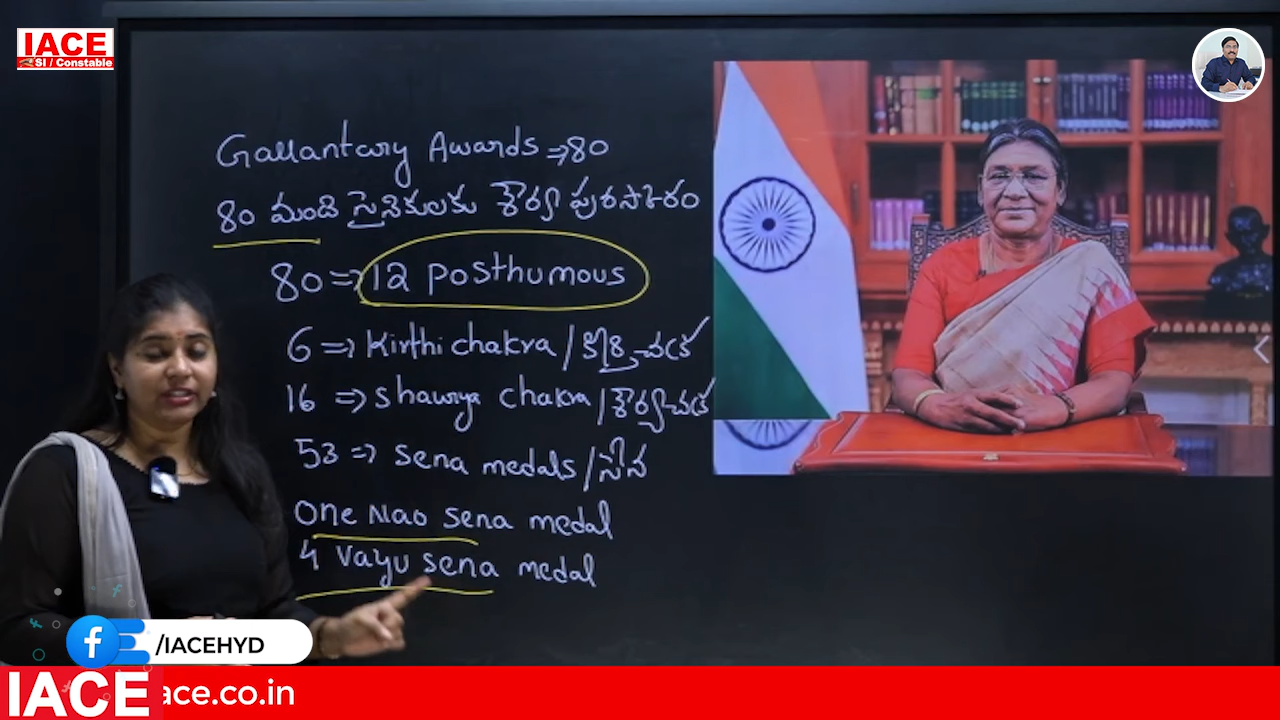 IACE
SI / Constable
Gallantary Awards => 80
80 మంది సైనికులకు శౌర్య పురస్కారం
80 => 12 Posthumous
6 => Kirthi chakra / కీర్తి చక్ర
16 => Shaurya chakra / శౌర్యచక్ర
53 => Sena medals / సేన
One Nao Sena medal
4 Vayu Sena medal
/IACEHYD
IACE
ace.co.in